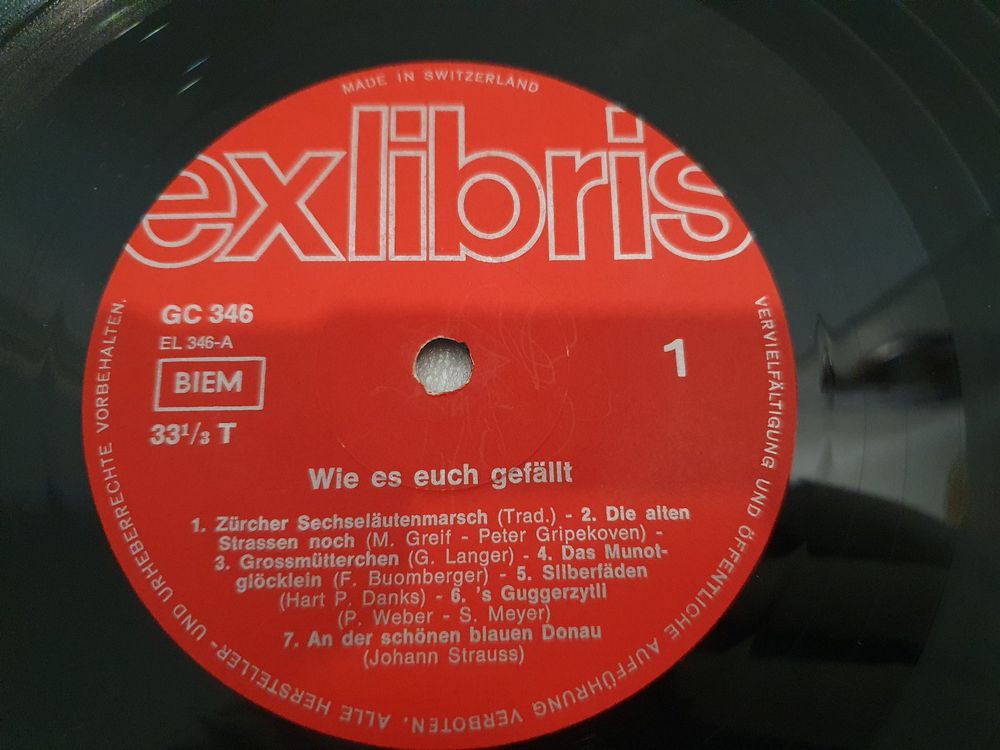 MADE IN SWITZERLAND
exlibris
GC 346
EL 346-A
BIEM
33¹/₃ T
1
Wie es euch gefällt
1. Zürcher Sechseläutenmarsch (Trad.) - 2. Die alten
Strassen noch (M. Greif - Peter Gripekoven) -
3. Grossmütterchen (G. Langer) - 4. Das Munot-
glöcklein (F. Buomberger) - 5. Silberfäden
(Hart P. Danks) - 6. 's Guggerzytli
(P. Weber - S. Meyer)
7. An der schönen blauen Donau
(Johann Strauss)
VERVIELFÄLTIGUNG UND ÖFFENTLICHE AUFFÜHRUNG VERBOTEN. ALLE HERSTELLER- UND URHEBERRECHTE VORBEHALTEN.